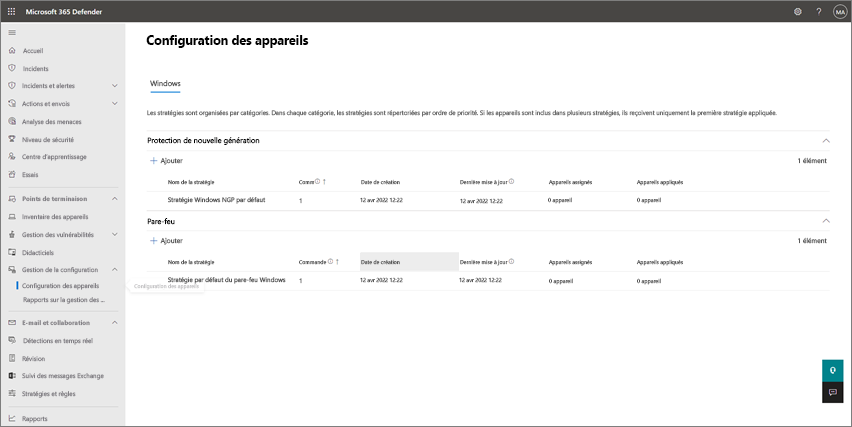 Microsoft 365 Defender
?
MA
Accueil
Incidents
Incidents et alertes
Actions et envois
Analyse des menaces
Niveau de sécurité
Centre d'apprentissage
Essais
Points de terminaison
Inventaire des appareils
Gestion des vulnérabilités
Didacticiels
Gestion de la configuration
Configuration des appareils
Rapports sur la gestion des ...
E-mail et collaboration
Détections en temps réel
Révision
Suivi des messages Exchange
Stratégies et règles
Rapports
Configuration des appareils
Configuration des appareils
Windows
Les stratégies sont organisées par catégories. Dans chaque catégorie, les stratégies sont répertoriées par ordre de priorité. Si les appareils sont inclus dans plusieurs stratégies, ils reçoivent uniquement la première stratégie appliquée.
Protection de nouvelle génération
+ Ajouter 1 élément
Nom de la stratégie Comm ↑ Date de création Dernière mise à jour Appareils assignés Appareils appliqués
Stratégie Windows NGP par défaut 1 12 avr 2022 12:22 12 avr 2022 12:22 0 appareil 0 appareil
Pare-feu
+ Ajouter 1 élément
Nom de la stratégie Commande ↑ Date de création Dernière mise à jour Appareils assignés Appareils appliqués
Stratégie par défaut du pare-feu Windows 1 12 avr 2022 12:22 12 avr 2022 12:22 0 appareil 0 appareil